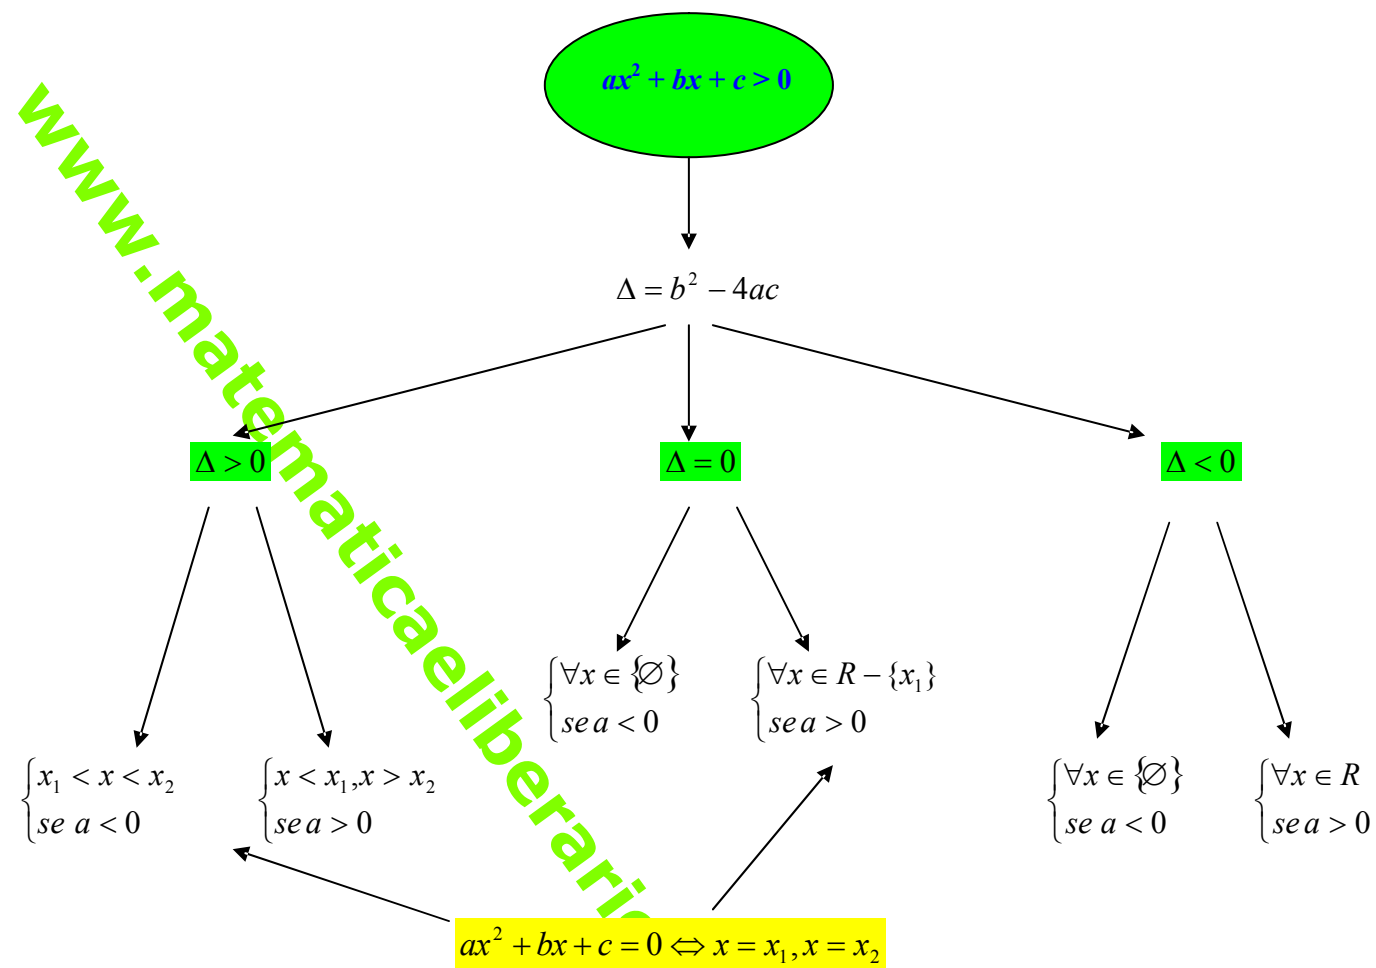 ax² + bx + c > 0
www.matematicaeliberaric
Δ = b² − 4ac
Δ > 0
Δ = 0
Δ < 0
∀x ∈ {∅}
se a < 0
∀x ∈ R − {x₁}
se a > 0
x₁ < x < x₂
se a < 0
x < x₁, x > x₂
se a > 0
∀x ∈ {∅}
se a < 0
∀x ∈ R
se a > 0
ax² + bx + c = 0 ⇔ x = x₁, x = x₂